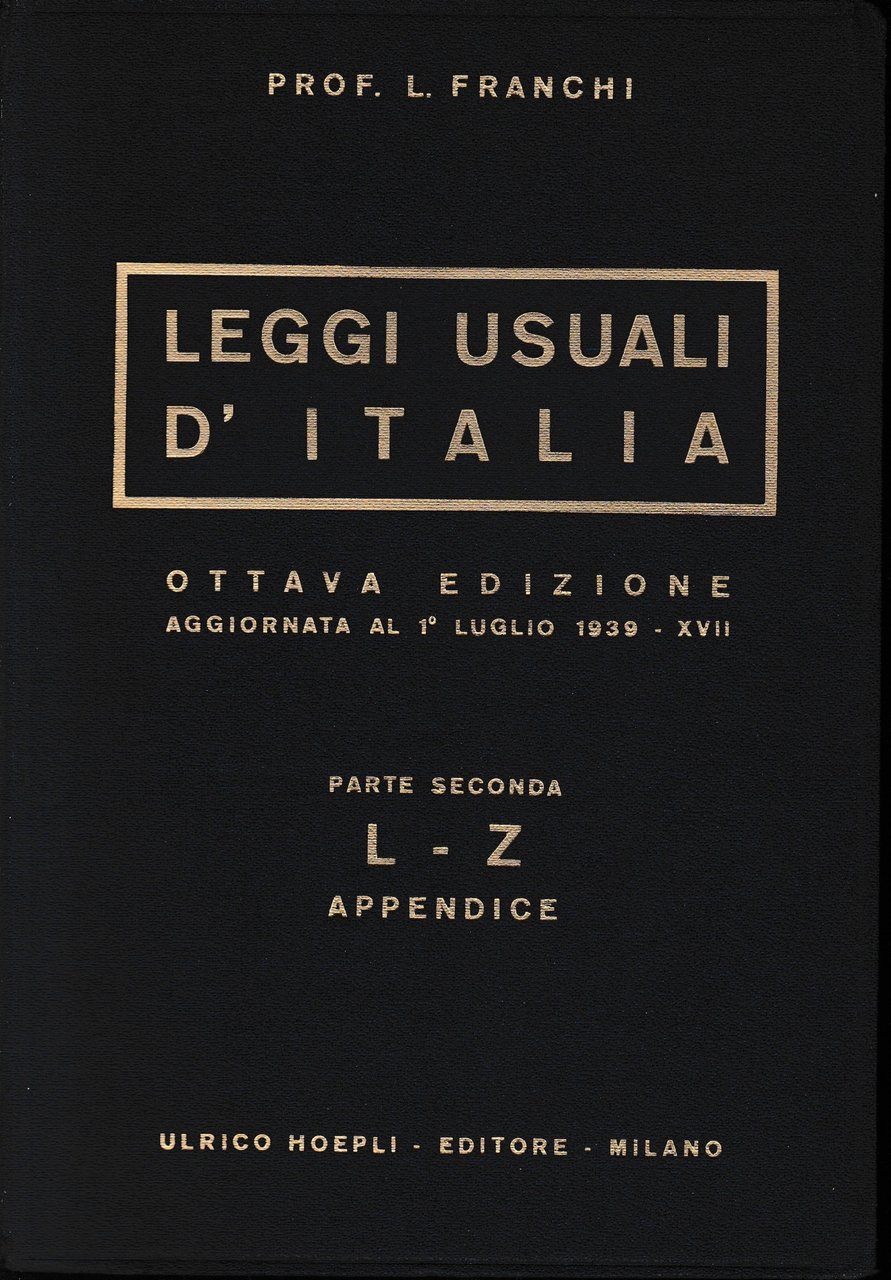 PROF. L. FRANCHI
LEGGI USUALI
D' ITALIA
OTTAVA EDIZIONE
AGGIORNATA AL 1º LUGLIO 1939 - XVII
PARTE SECONDA
L - Z
APPENDICE
ULRICO HOEPLI - EDITORE - MILANO